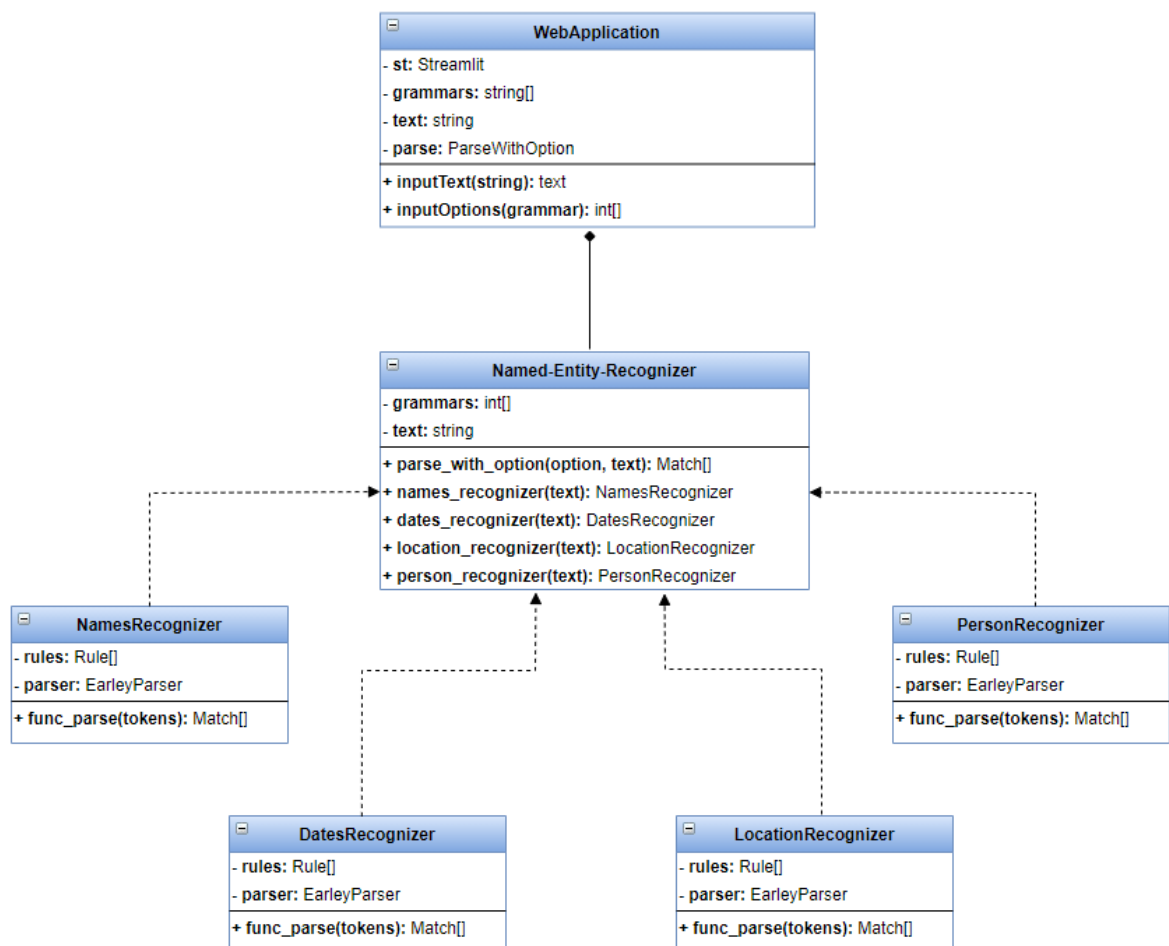 WebApplication
- st: Streamlit
- grammars: string[]
- text: string
- parse: ParseWithOption
+ inputText(string): text
+ inputOptions(grammar): int[]
Named-Entity-Recognizer
- grammars: int[]
- text: string
+ parse_with_option(option, text): Match[]
+ names_recognizer(text): NamesRecognizer
+ dates_recognizer(text): DatesRecognizer
+ location_recognizer(text): LocationRecognizer
+ person_recognizer(text): PersonRecognizer
NamesRecognizer
- rules: Rule[]
- parser: EarleyParser
+ func_parse(tokens): Match[]
PersonRecognizer
- rules: Rule[]
- parser: EarleyParser
+ func_parse(tokens): Match[]
DatesRecognizer
- rules: Rule[]
- parser: EarleyParser
+ func_parse(tokens): Match[]
LocationRecognizer
- rules: Rule[]
- parser: EarleyParser
+ func_parse(tokens): Match[]